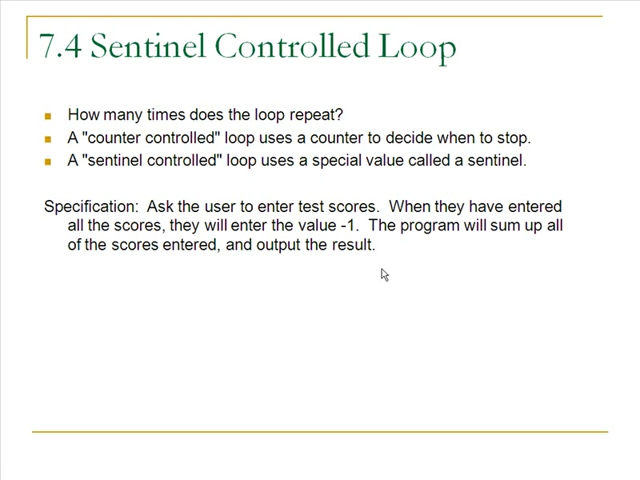 7.4 Sentinel Controlled Loop
How many times does the loop repeat?
A "counter controlled" loop uses a counter to decide when to stop.
A "sentinel controlled" loop uses a special value called a sentinel.
Specification:  Ask the user to enter test scores.  When they have entered
all the scores, they will enter the value -1.  The program will sum up all
of the scores entered, and output the result.